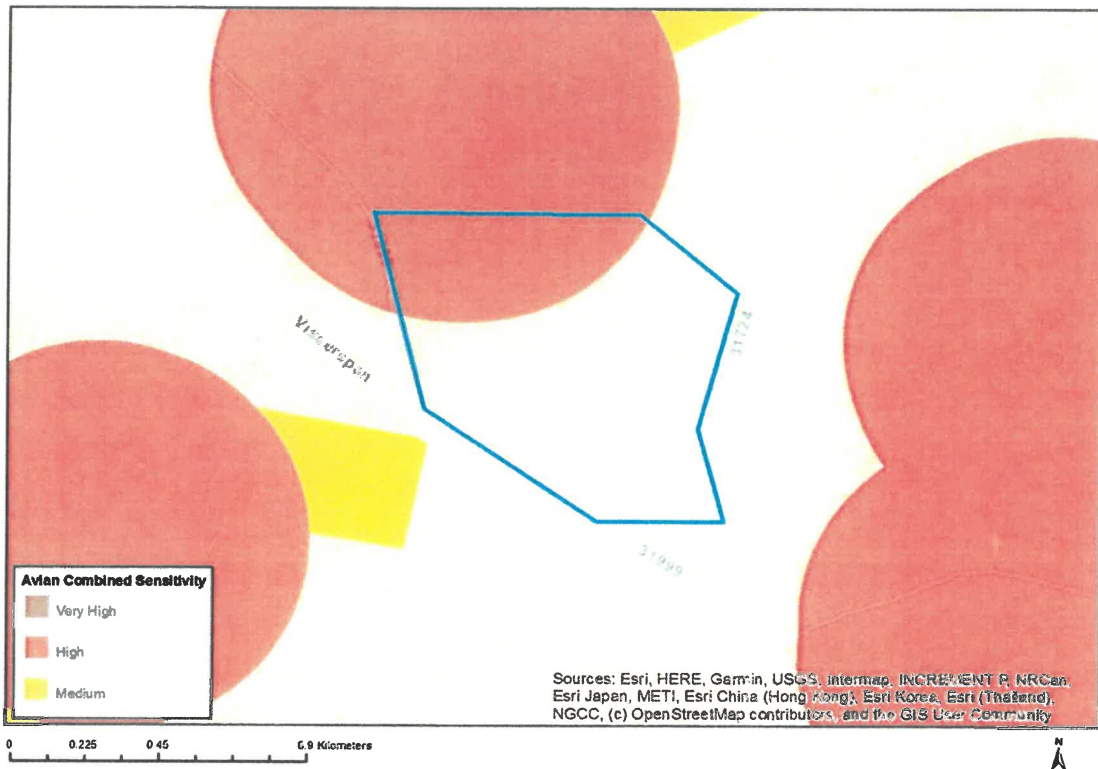 Visserspan
31724
31999
Avian Combined Sensitivity
Very High
High
Medium
Sources: Esri, HERE, Garmin, USGS, Intermap, INCREMENT P, NRCan,
Esri Japan, METI, Esri China (Hong Kong), Esri Korea, Esri (Thailand),
NGCC, (c) OpenStreetMap contributors, and the GIS User Community
0 0.225 0.45 0.9 Kilometers
N